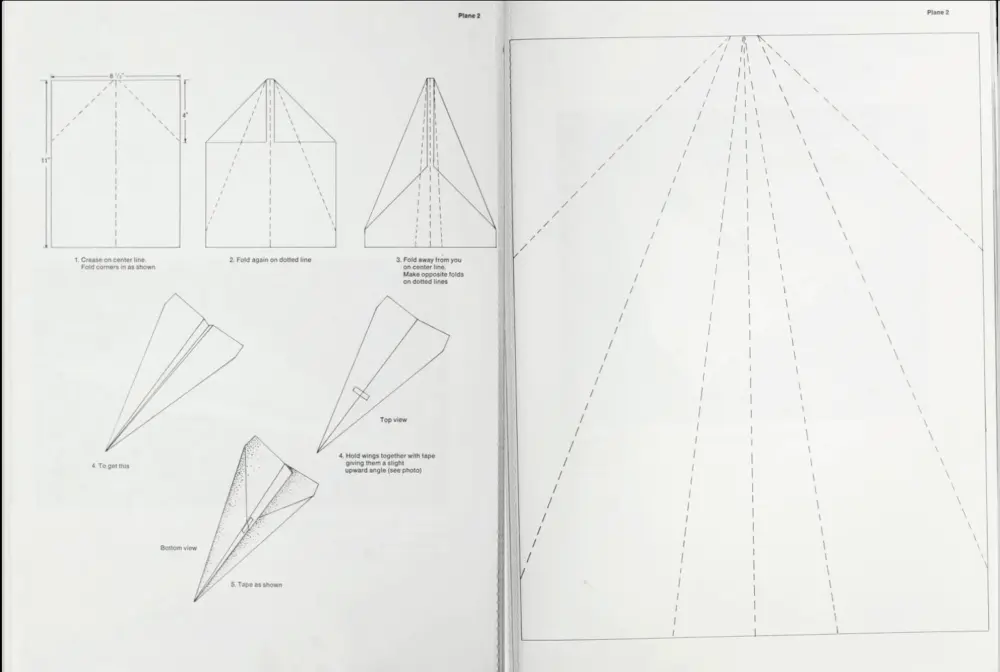 Plane 2
8 ½"
4"
11"
1. Crease on center line.
Fold corners in as shown
2. Fold again on dotted line
3. Fold away from you
on center line.
Make opposite folds
on dotted lines
4. To get this
Top view
4. Hold wings together with tape
giving them a slight
upward angle (see photo)
Bottom view
5. Tape as shown
Plane 2